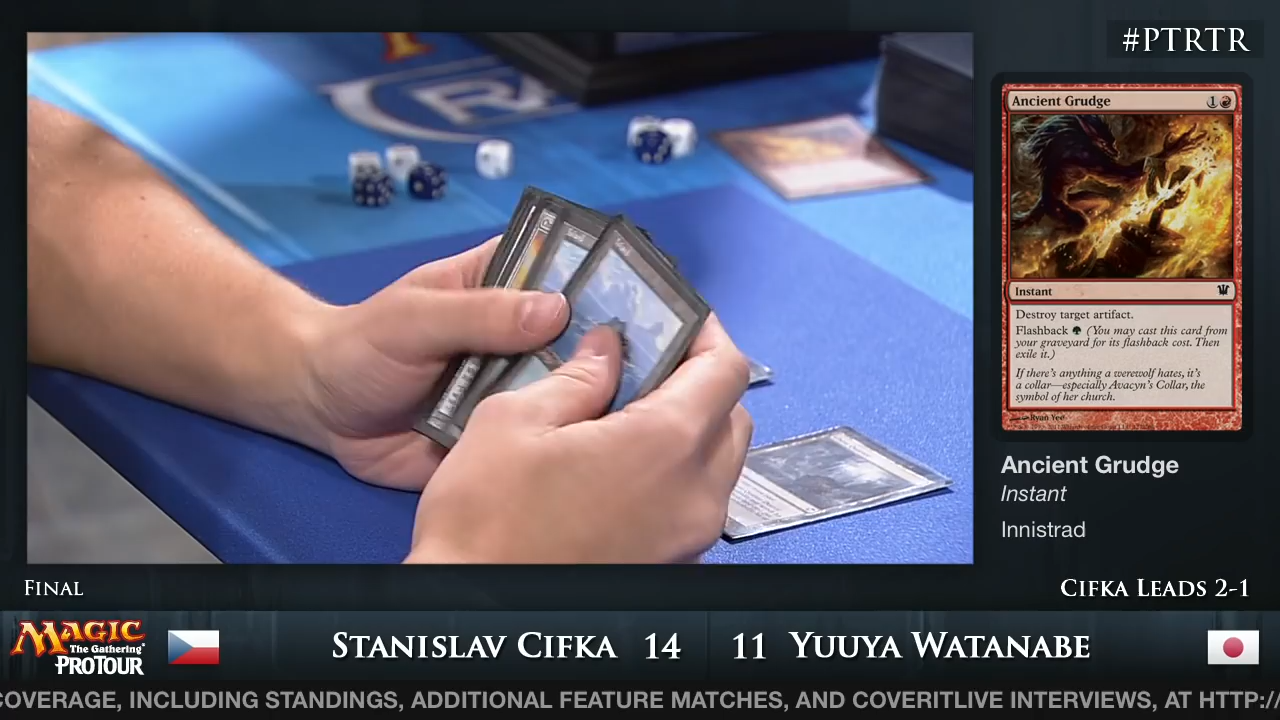 #PTRTR
Ancient Grudge 1
Instant
Destroy target artifact.
Flashback (You may cast this card from
your graveyard for its flashback cost. Then
exile it.)
If there's anything a werewolf hates, it's
a collar—especially Avacyn's Collar, the
symbol of her church.
Ryan Yee
Ancient Grudge
Instant
Innistrad
FINAL
CIFKA LEADS 2-1
MAGIC
The Gathering
PROTOUR
STANISLAV CIFKA 14
11 YUUYA WATANABE
COVERAGE, INCLUDING STANDINGS, ADDITIONAL FEATURE MATCHES, AND COVERITLIVE INTERVIEWS, AT HTTP:/